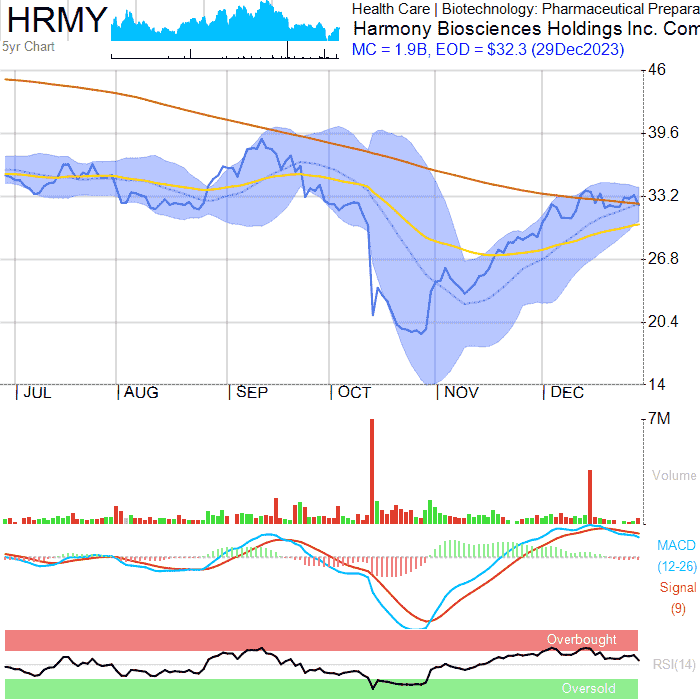 HRMY
5yr Chart
Health Care | Biotechnology: Pharmaceutical Prepara
Harmony Biosciences Holdings Inc. Com
MC = 1.9B, EOD = $32.3 (29Dec2023)
46
39.6
33.2
26.8
20.4
14
JUL AUG SEP OCT NOV DEC
7M
Volume
MACD
(12-26)
Signal
(9)
Overbought
RSI(14)
Oversold